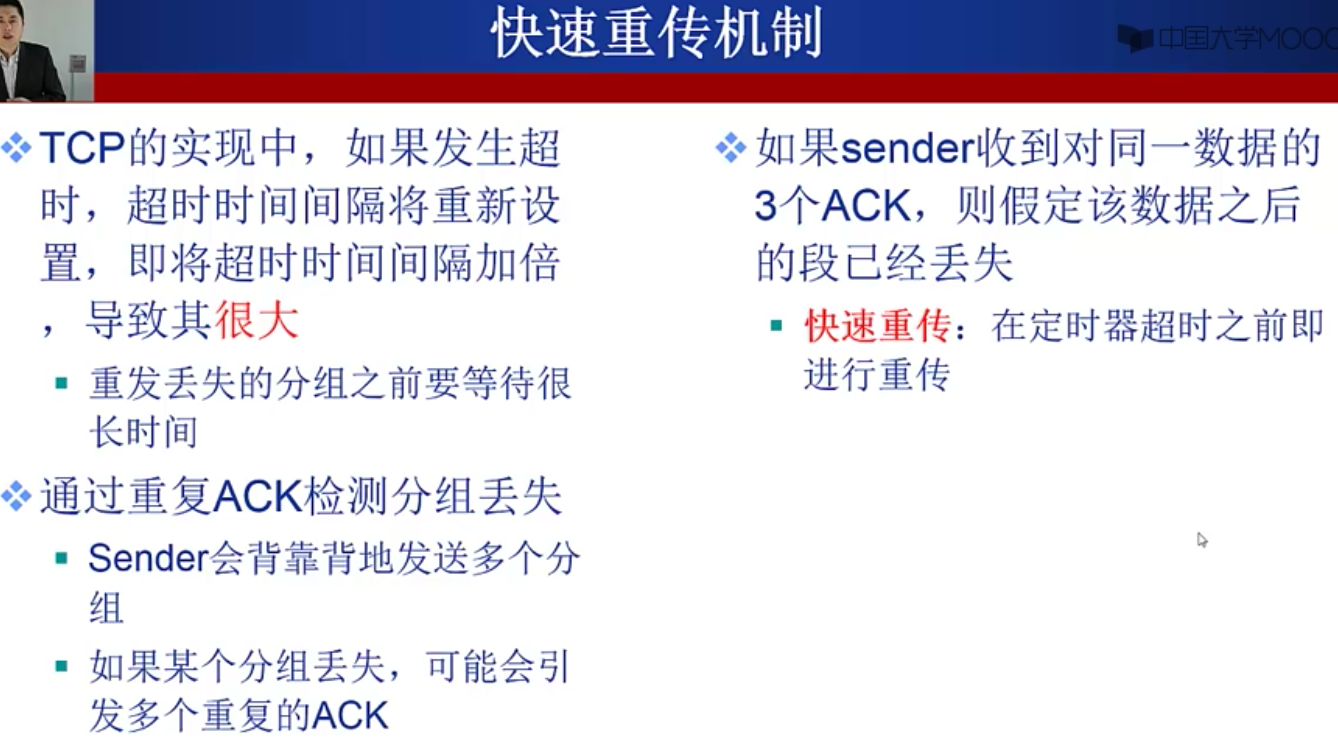 快速重传机制
中国大学MOOC
TCP的实现中，如果发生超
时，超时时间间隔将重新设
置，即将超时时间间隔加倍
，导致其很大
重发丢失的分组之前要等待很
长时间
通过重复ACK检测分组丢失
Sender会背靠背地发送多个分
组
如果某个分组丢失，可能会引
发多个重复的ACK
如果sender收到对同一数据的
3个ACK，则假定该数据之后
的段已经丢失
快速重传：在定时器超时之前即
进行重传